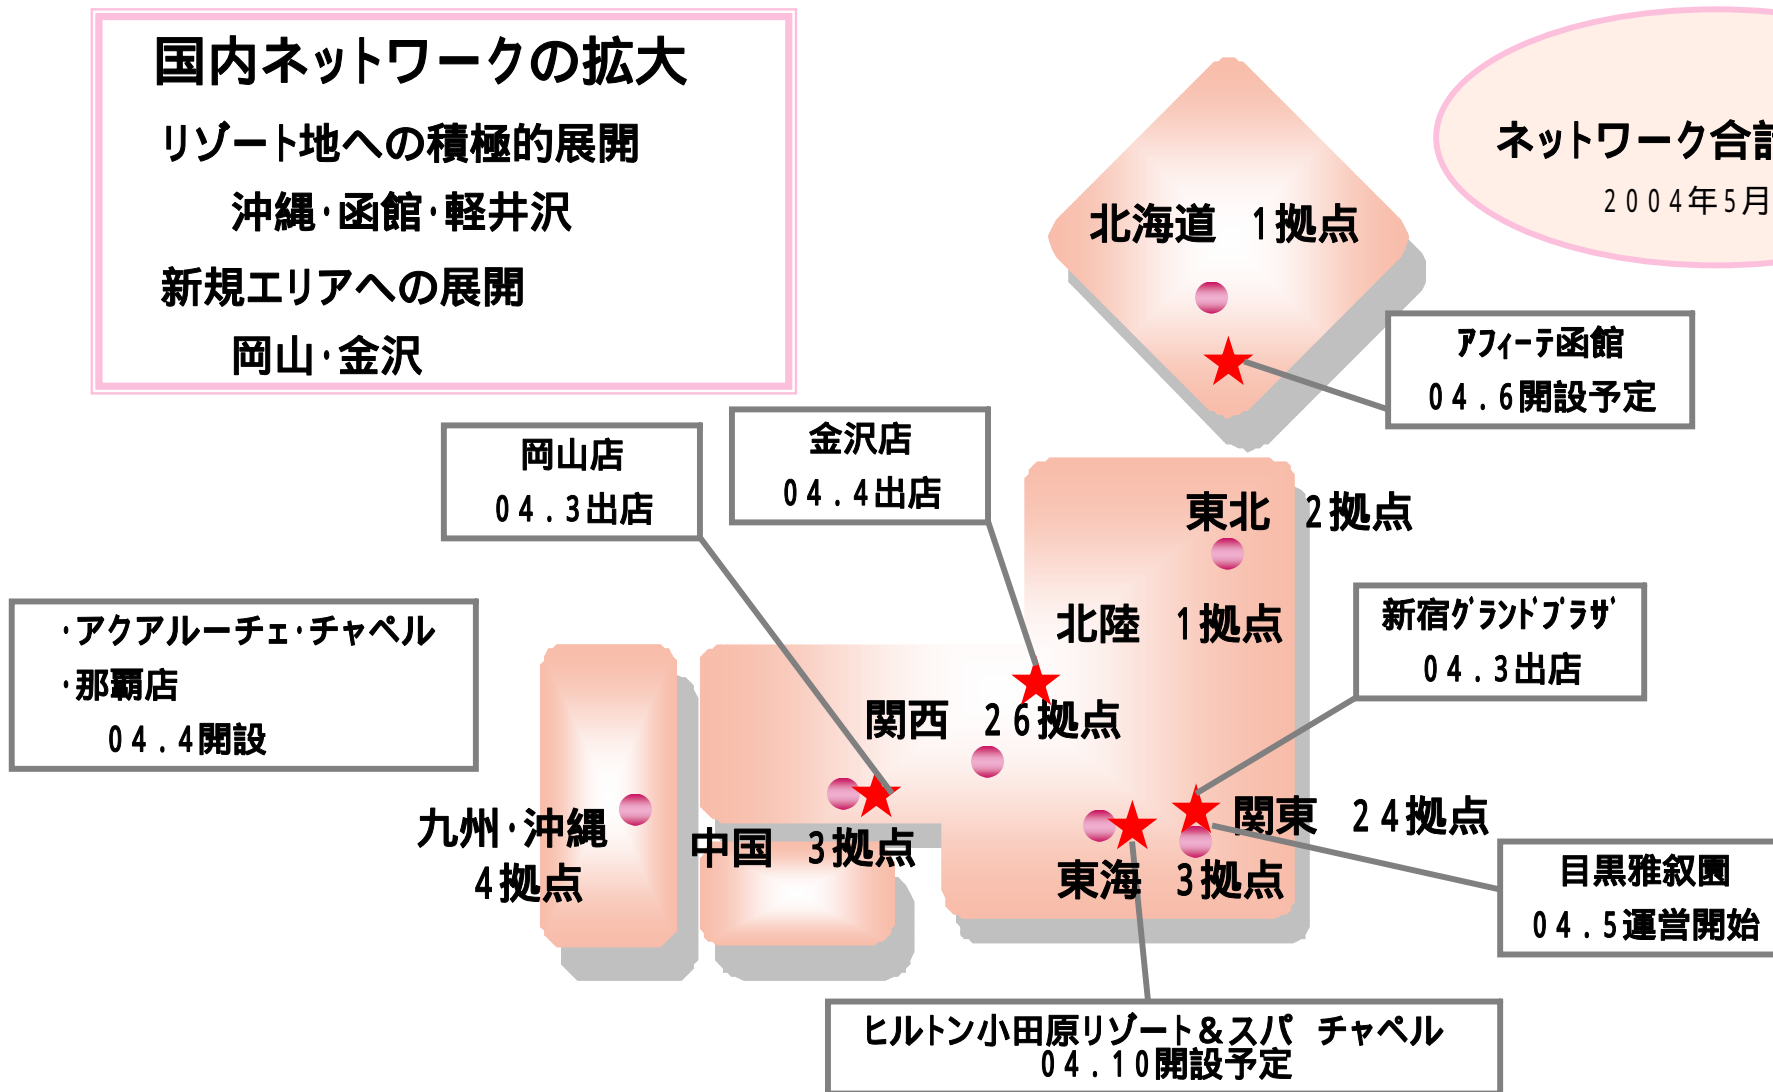 国内ネットワークの拡大
リゾート地への積極的展開
沖縄・函館・軽井沢
新規エリアへの展開
岡山・金沢
ネットワーク合計
2004年5月
北海道 1拠点
アフィーテ函館
04.6開設予定
岡山店
04.3出店
金沢店
04.4出店
東北 2拠点
北陸 1拠点
新宿グランドプラザ
04.3出店
・アクアルーチェ・チャペル
・那覇店
04.4開設
関西 26拠点
九州・沖縄
4拠点
中国 3拠点
関東 24拠点
東海 3拠点
目黒雅叙園
04.5運営開始
ヒルトン小田原リゾート&スパ チャペル
04.10開設予定